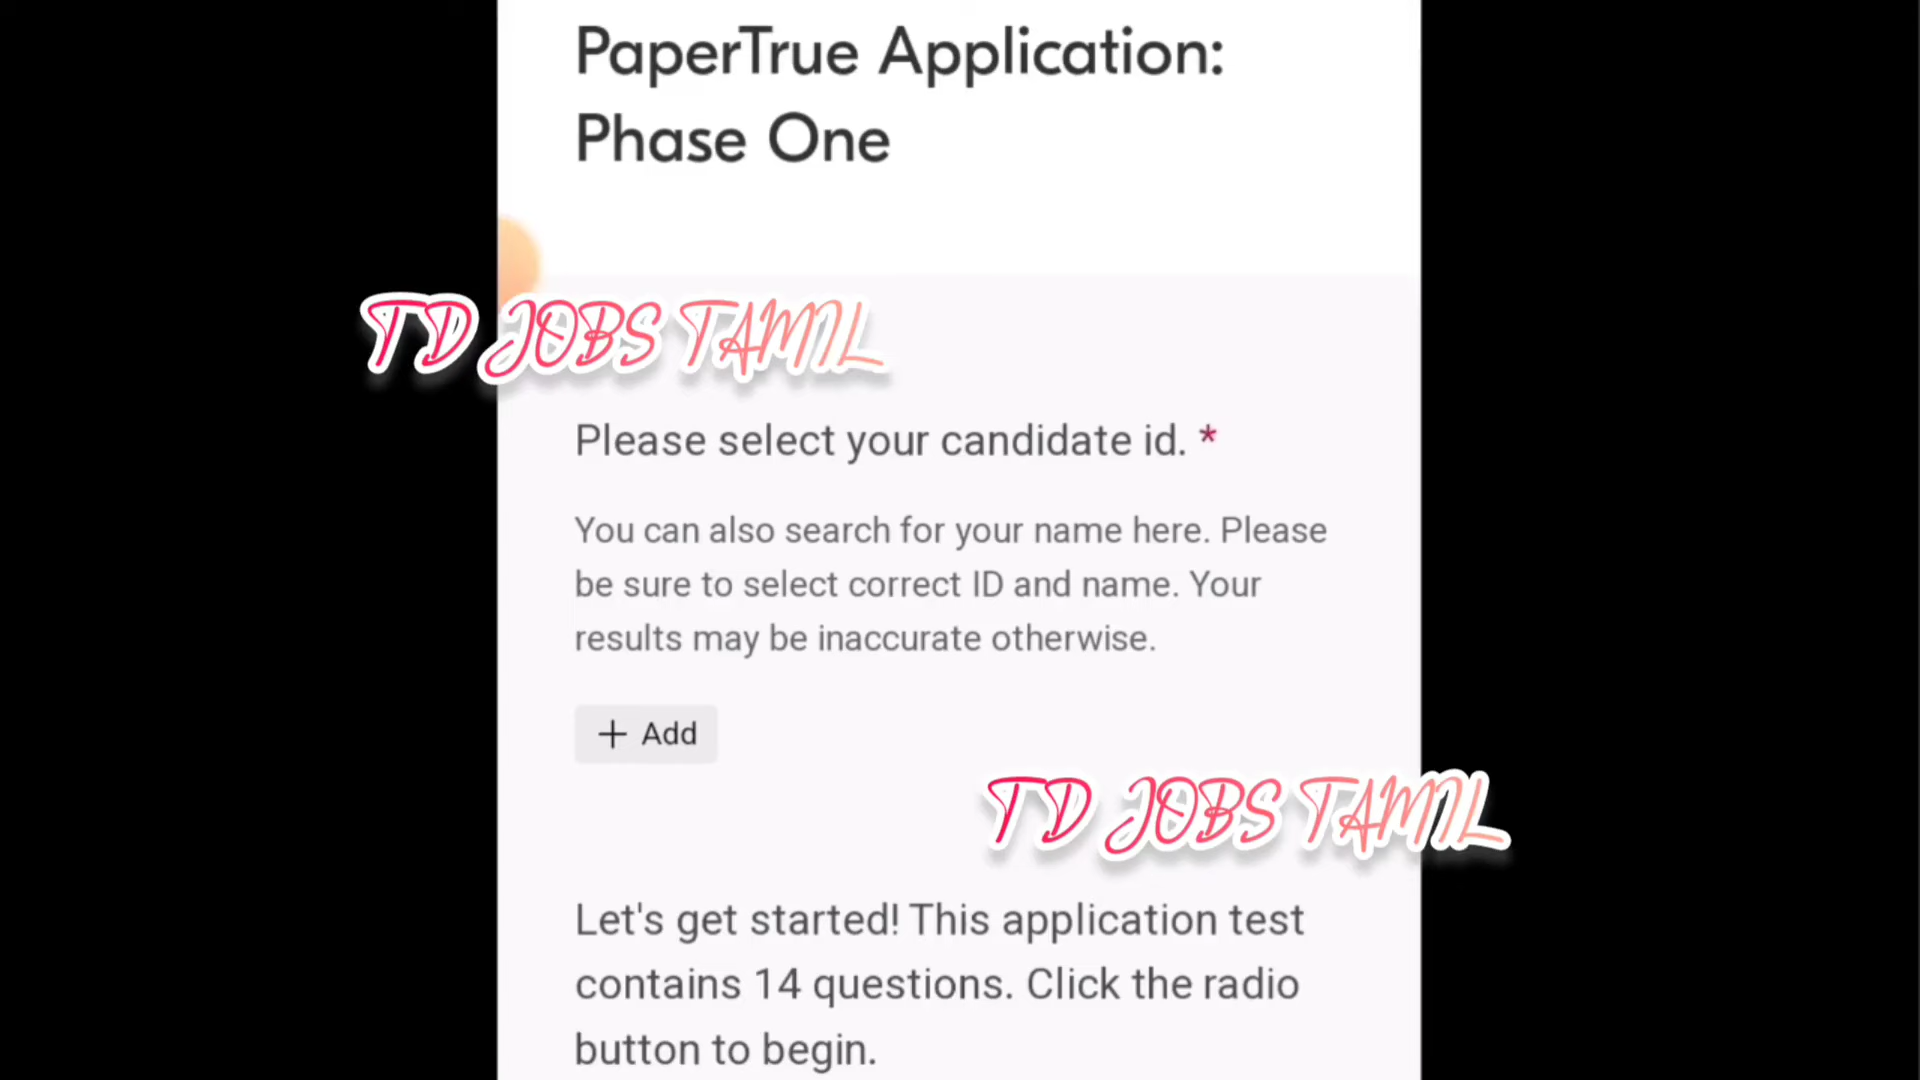 PaperTrue Application:
Phase One
TD JOBS TAMIL
Please select your candidate id. *
You can also search for your name here. Please
be sure to select correct ID and name. Your
results may be inaccurate otherwise.
+ Add
TD JOBS TAMIL
Let's get started! This application test
contains 14 questions. Click the radio
button to begin.